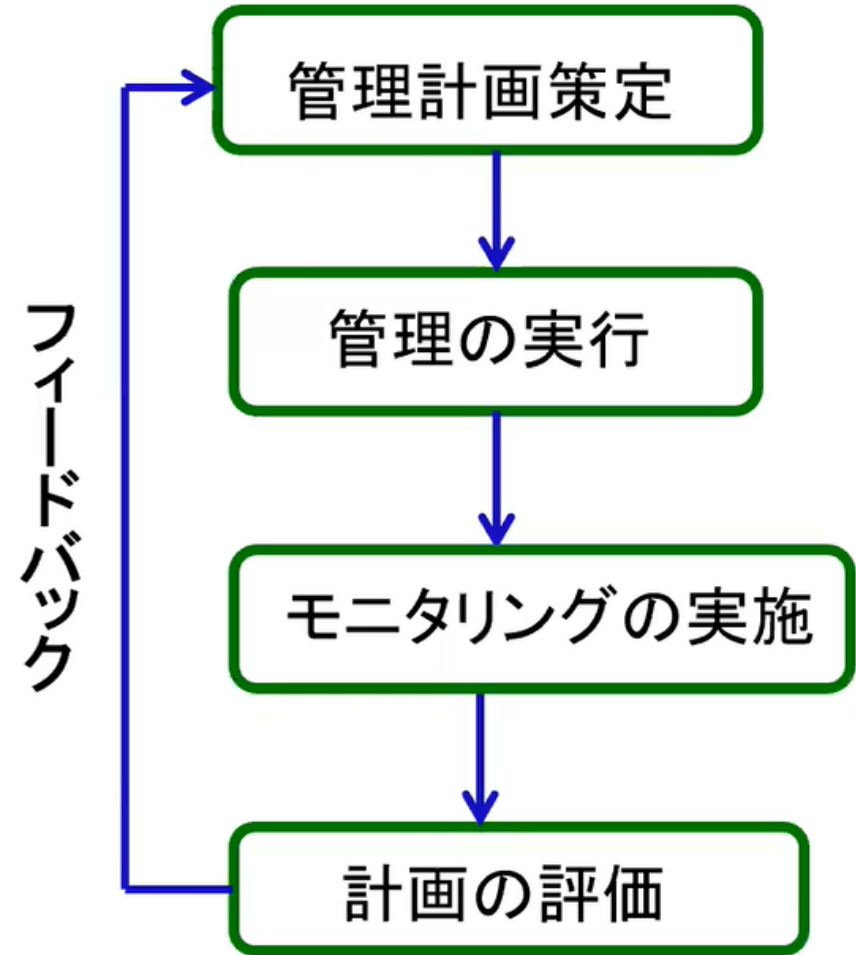 管理計画策定
管理の実行
フィードバック
モニタリングの実施
計画の評価